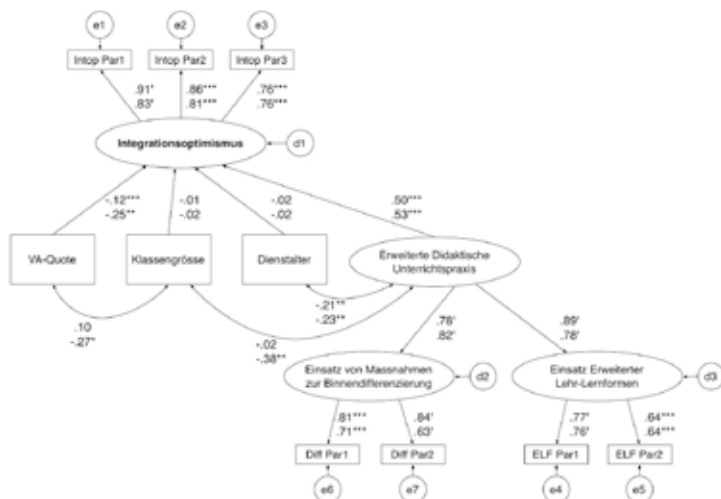 e1 e2 e3
Intop Par1 Intop Par2 Intop Par3
.91' .86*** .76***
.83' .81*** .76***
Integrationsoptimismus d1
-.12*** -.01 -.02 .50***
-.25** -.02 -.02 .53***
VA-Quote Klassengrösse Dienstalter Erweiterte Didaktische
Unterrichtspraxis
-.21**
-.23**
.10
-.27*
-.02
-.38**
.78' .89'
.82' .78'
Einsatz von Massnahmen
zur Binnendifferenzierung
d2
Einsatz Erweiterter
Lehr-Lernformen
d3
.81*** .84' .77' .64***
.71*** .63' .76' .64***
Diff Par1 Diff Par2 ELF Par1 ELF Par2
e6 e7 e4 e5